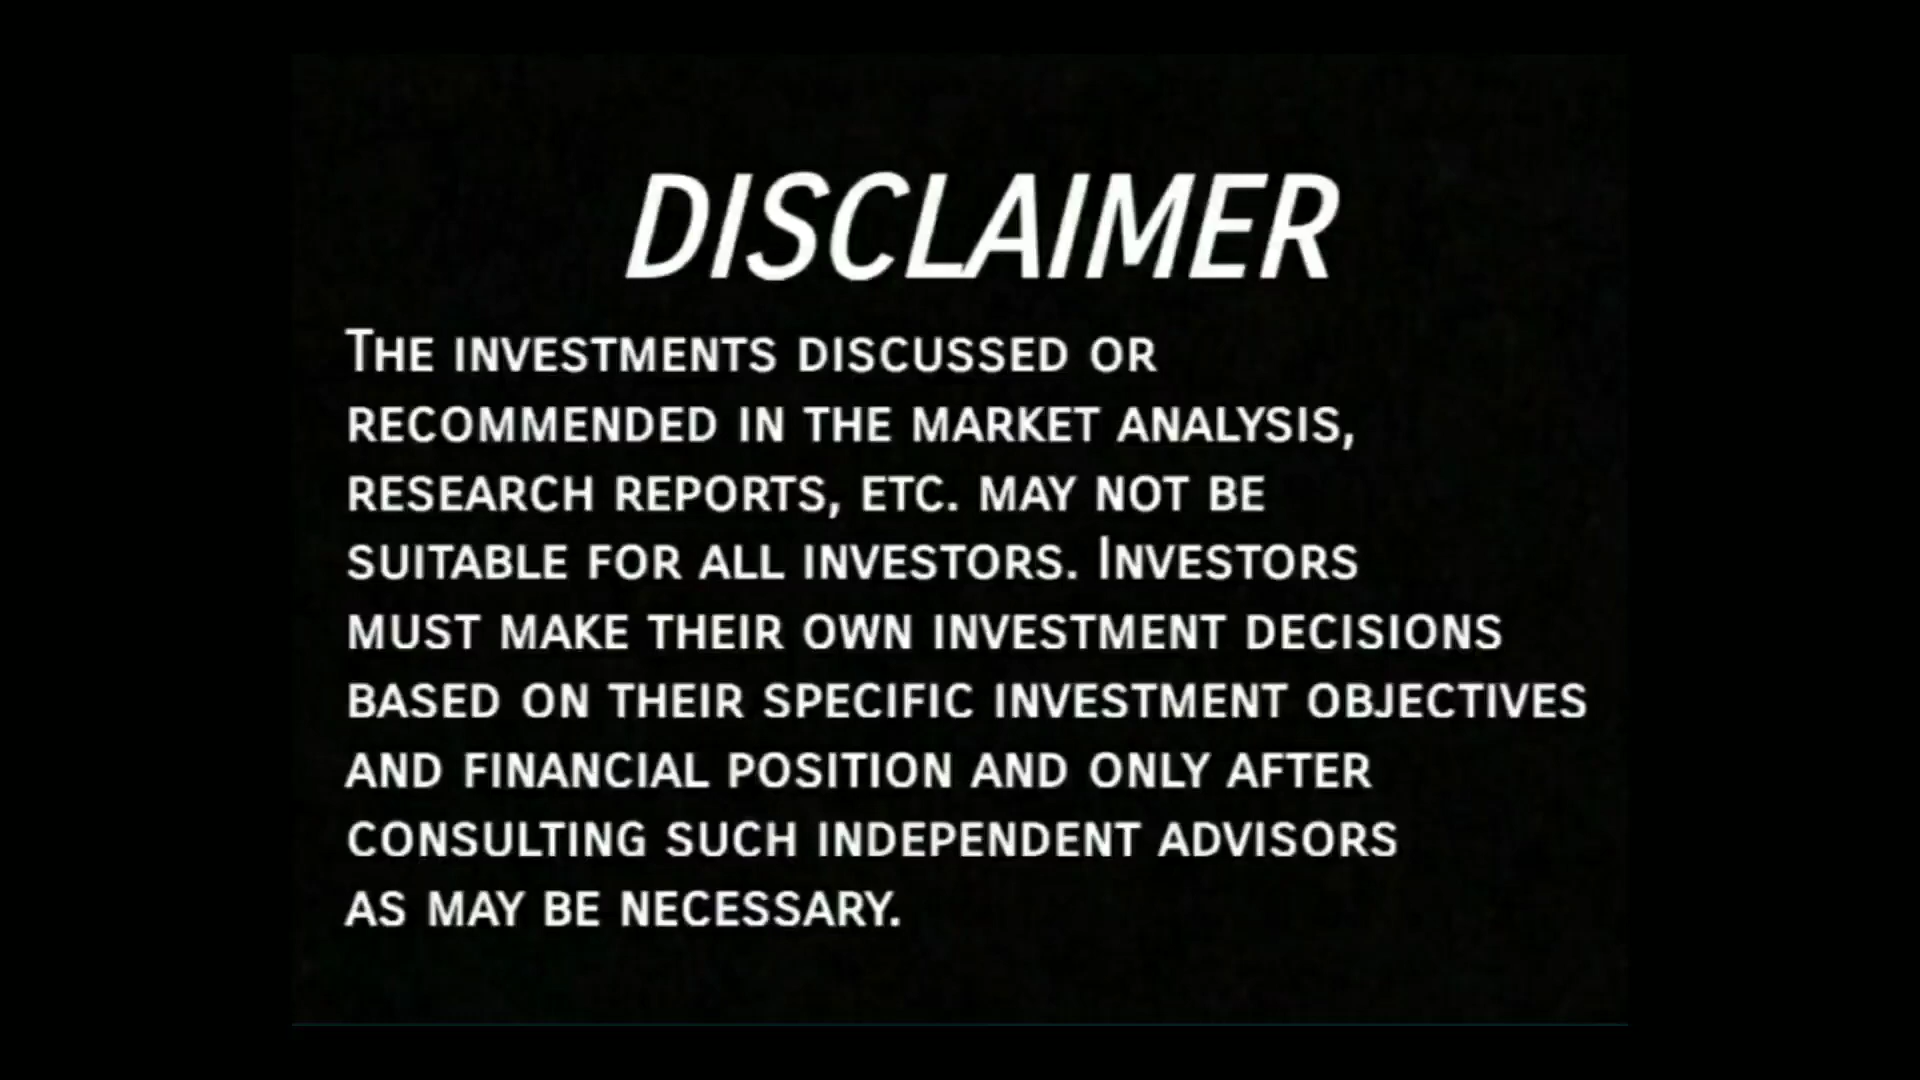 DISCLAIMER
The investments discussed or
recommended in the market analysis,
research reports, etc. may not be
suitable for all investors. Investors
must make their own investment decisions
based on their specific investment objectives
and financial position and only after
consulting such independent advisors
as may be necessary.